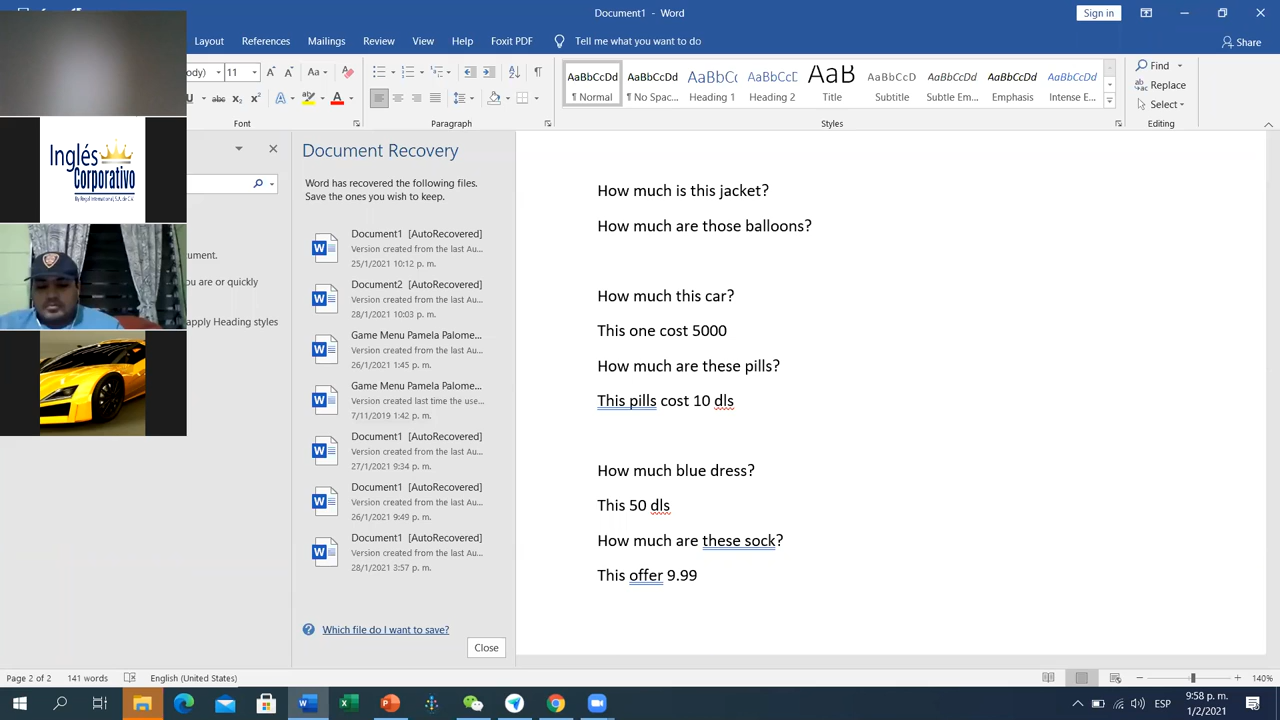 Document1 - Word
Sign in
Layout References Mailings Review View Help Foxit PDF Tell me what you want to do
Share
11 Aa
AaBbCcDd AaBbCcDd AaBbCc AaBbCcD AaB AaBbCcDd AaBbCcDd AaBbCcDd AaBbCcDd
¶ Normal ¶ No Spac... Heading 1 Heading 2 Title Subtitle Subtle Em... Emphasis Intense E...
Find
Replace
Select
Font Paragraph Styles Editing
Inglés
Corporativo
By Regal International, S.A. de C.V.
apply Heading styles
Document Recovery
Word has recovered the following files.
Save the ones you wish to keep.
Document1 [AutoRecovered]
Version created from the last Au...
25/1/2021 10:12 p. m.
Document2 [AutoRecovered]
Version created from the last Au...
28/1/2021 10:03 p. m.
Game Menu Pamela Palome...
Version created from the last Au...
26/1/2021 1:45 p. m.
Game Menu Pamela Palome...
Version created last time the use...
7/11/2019 1:42 p. m.
Document1 [AutoRecovered]
Version created from the last Au...
27/1/2021 9:34 p. m.
Document1 [AutoRecovered]
Version created from the last Au...
26/1/2021 9:49 p. m.
Document1 [AutoRecovered]
Version created from the last Au...
28/1/2021 3:57 p. m.
Which file do I want to save?
Close
How much is this jacket?
How much are those balloons?
How much this car?
This one cost 5000
How much are these pills?
This pills cost 10 dls
How much blue dress?
This 50 dls
How much are these sock?
This offer 9.99
Page 2 of 2 141 words English (United States) 140%
ESP
9:58 p. m.
1/2/2021